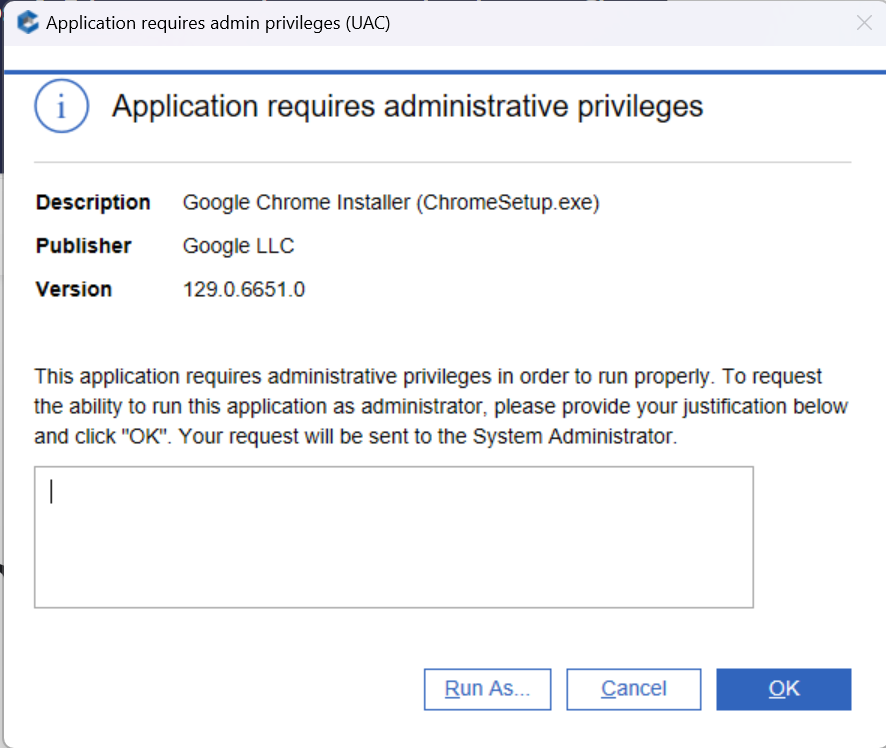 Application requires admin privileges (UAC)
i
Application requires administrative privileges
Description Google Chrome Installer (ChromeSetup.exe)
Publisher Google LLC
Version 129.0.6651.0
This application requires administrative privileges in order to run properly. To request
the ability to run this application as administrator, please provide your justification below
and click "OK". Your request will be sent to the System Administrator.
Run As... Cancel OK